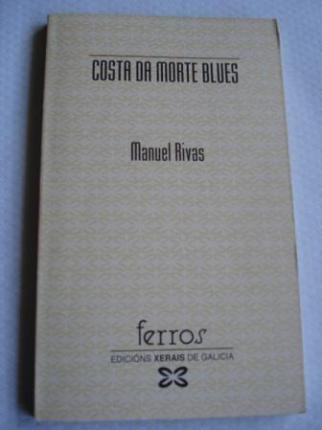 COSTA DA MORTE BLUES
Manuel Rivas
ferros
EDICIÓNS XERAIS DE GALICIA